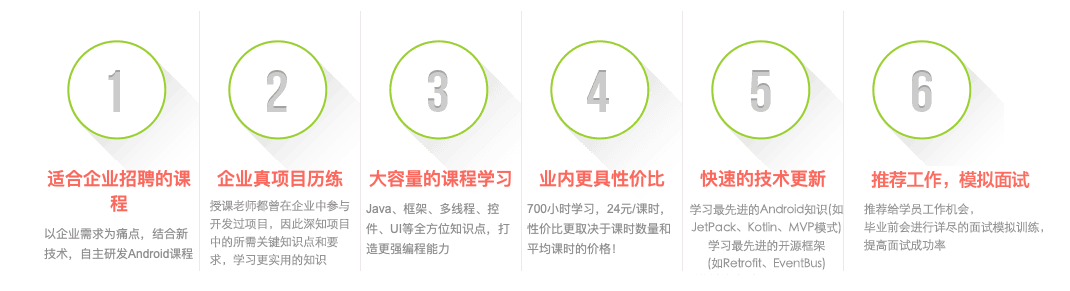 1
适合企业招聘的课
程
以企业需求为痛点，结合新
技术，自主研发Android课程
2
企业真项目历练
授课老师都曾在企业中参与
开发过项目，因此深知项目
中的所需关键知识点和要
求，学习更实用的知识
3
大容量的课程学习
Java、框架、多线程、控
件、UI等全方位知识点，打
造更强编程能力
4
业内更具性价比
700小时学习，24元/课时，
性价比更取决于课时数量和
平均课时的价格！
5
快速的技术更新
学习最先进的Android知识(如
JetPack、Kotlin、MVP模式)
学习最先进的开源框架
(如Retrofit、EventBus)
6
推荐工作，模拟面试
推荐给学员工作机会，
毕业前会进行详尽的面试模拟训练，
提高面试成功率